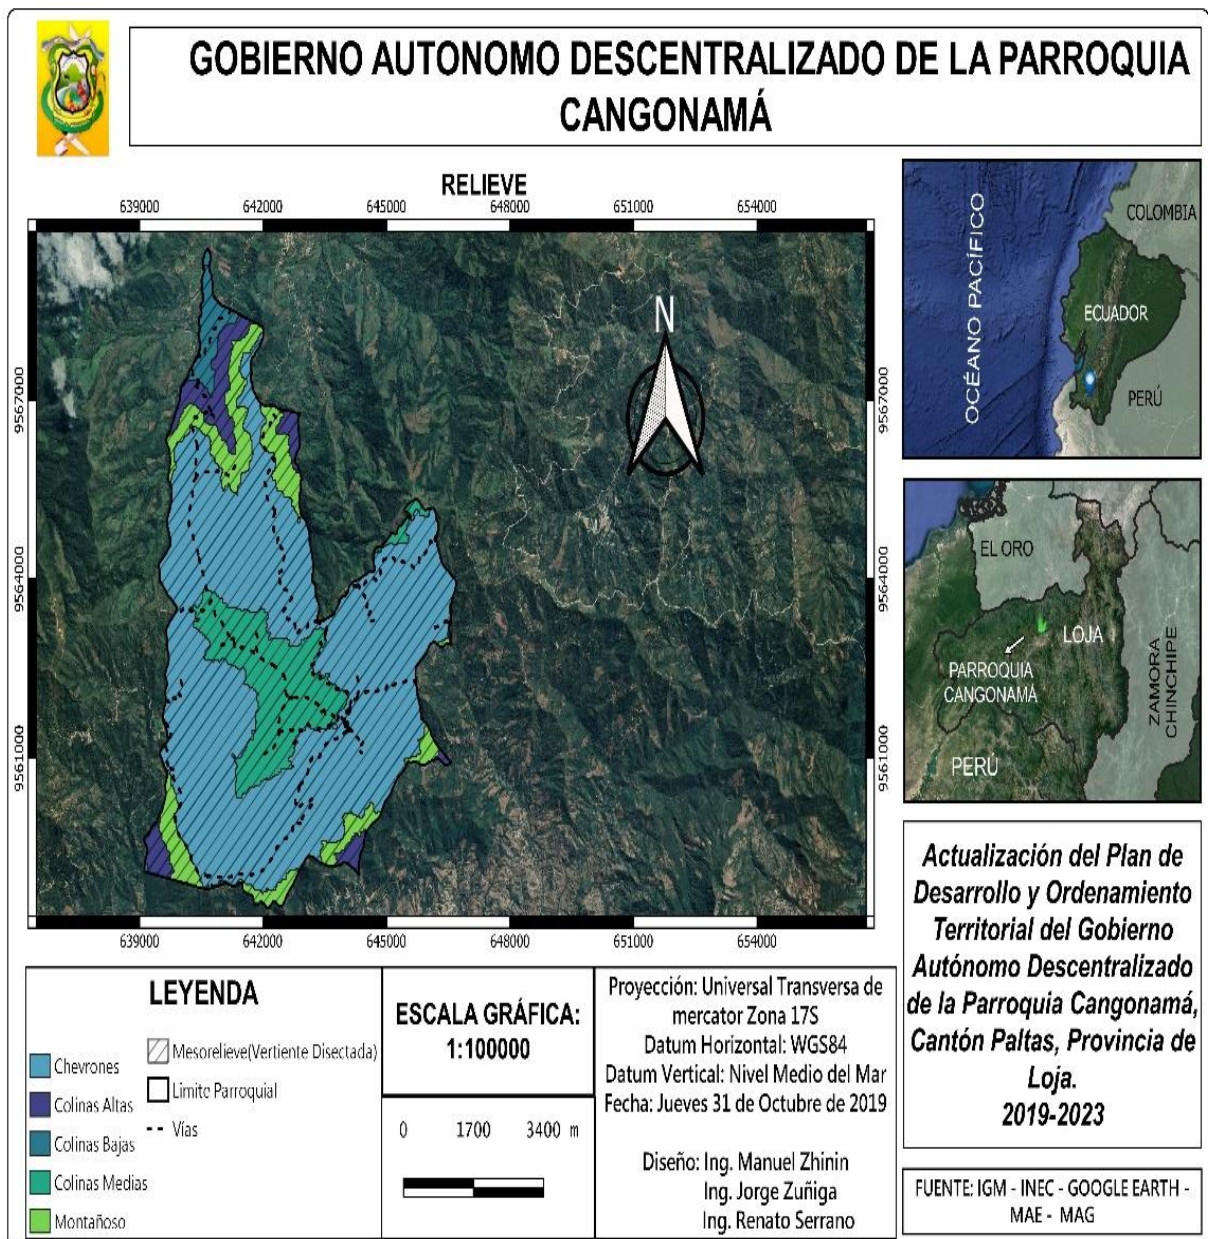 GOBIERNO AUTONOMO DESCENTRALIZADO DE LA PARROQUIA
CANGONAMÁ
RELIEVE
639000 642000 645000 648000 651000 654000
9567000 9567000
9564000 9564000
9561000 9561000
N
639000 642000 645000 648000 651000 654000
OCÉANO PACÍFICO
COLOMBIA
ECUADOR
PERÚ
EL ORO
LOJA
PARROQUIA
CANGONAMÁ
ZAMORA
CHINCHIPE
PERÚ
LEYENDA
Chevrones
Colinas Altas
Colinas Bajas
Colinas Medias
Montañoso
Mesorelieve(Vertiente Disectada)
Limite Parroquial
Vías
ESCALA GRÁFICA:
1:100000
0 1700 3400 m
Proyección: Universal Transversa de
mercator Zona 17S
Datum Horizontal: WGS84
Datum Vertical: Nivel Medio del Mar
Fecha: Jueves 31 de Octubre de 2019
Diseño: Ing. Manuel Zhinin
Ing. Jorge Zuñiga
Ing. Renato Serrano
Actualización del Plan de
Desarrollo y Ordenamiento
Territorial del Gobierno
Autónomo Descentralizado
de la Parroquia Cangonamá,
Cantón Paltas, Provincia de
Loja.
2019-2023
FUENTE: IGM - INEC - GOOGLE EARTH -
MAE - MAG